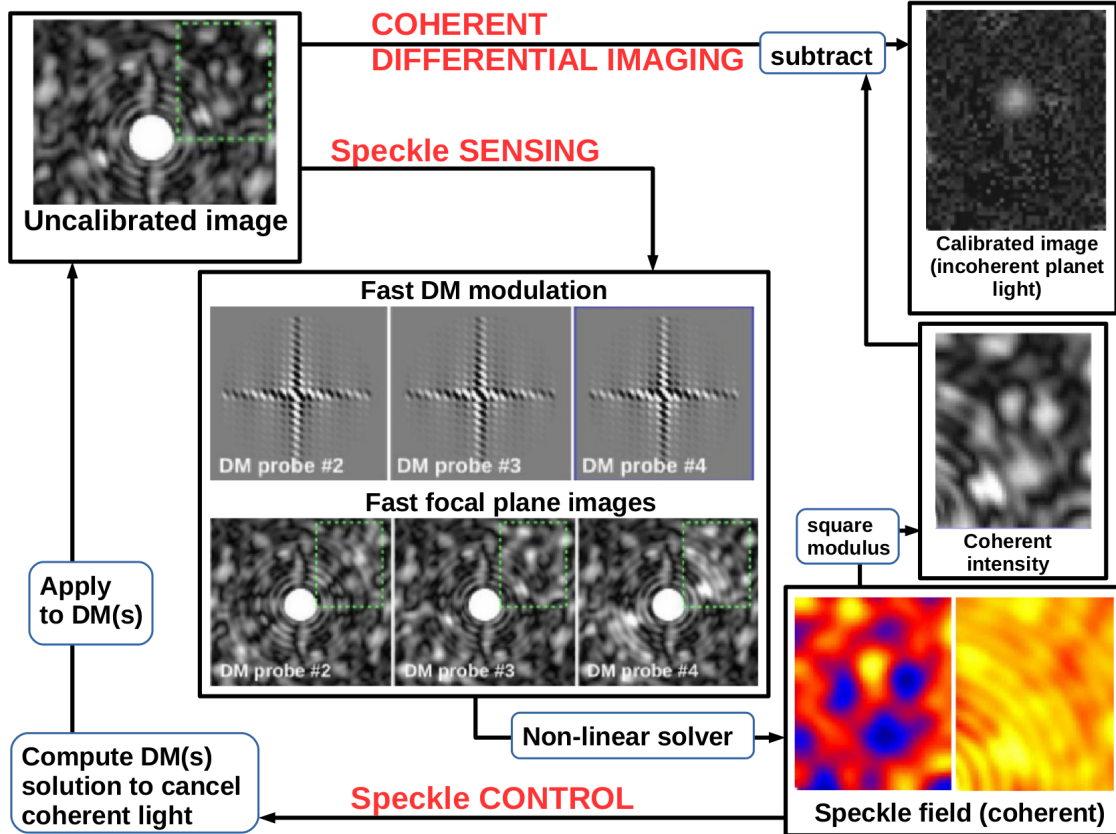 COHERENT
DIFFERENTIAL IMAGING
subtract
Speckle SENSING
Uncalibrated image
Calibrated image
(incoherent planet
light)
Fast DM modulation
DM probe #2
DM probe #3
DM probe #4
Fast focal plane images
DM probe #2
DM probe #3
DM probe #4
square
modulus
Coherent
intensity
Apply
to DM(s)
Non-linear solver
Compute DM(s)
solution to cancel
coherent light
Speckle CONTROL
Speckle field (coherent)